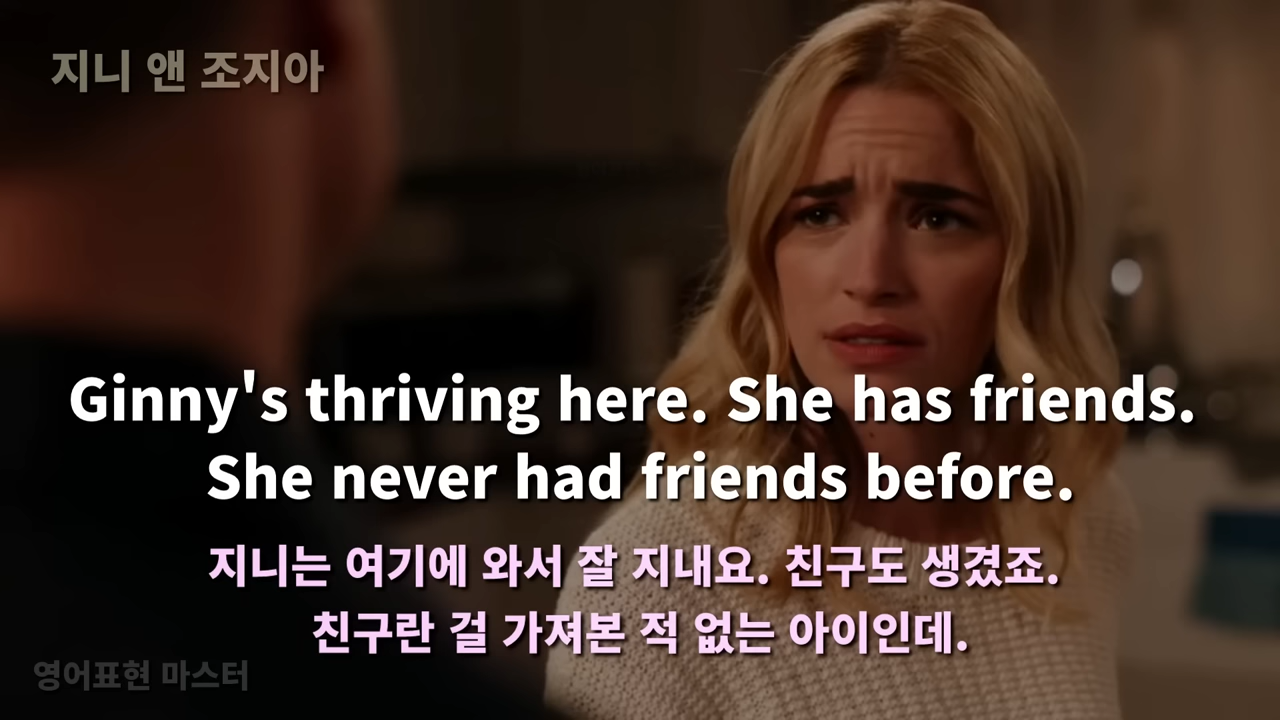 지니 앤 조지아
Ginny's thriving here. She has friends.
She never had friends before.
지니는 여기에 와서 잘 지내요. 친구도 생겼죠.
친구란 걸 가져본 적 없는 아이인데.
영어표현 마스터